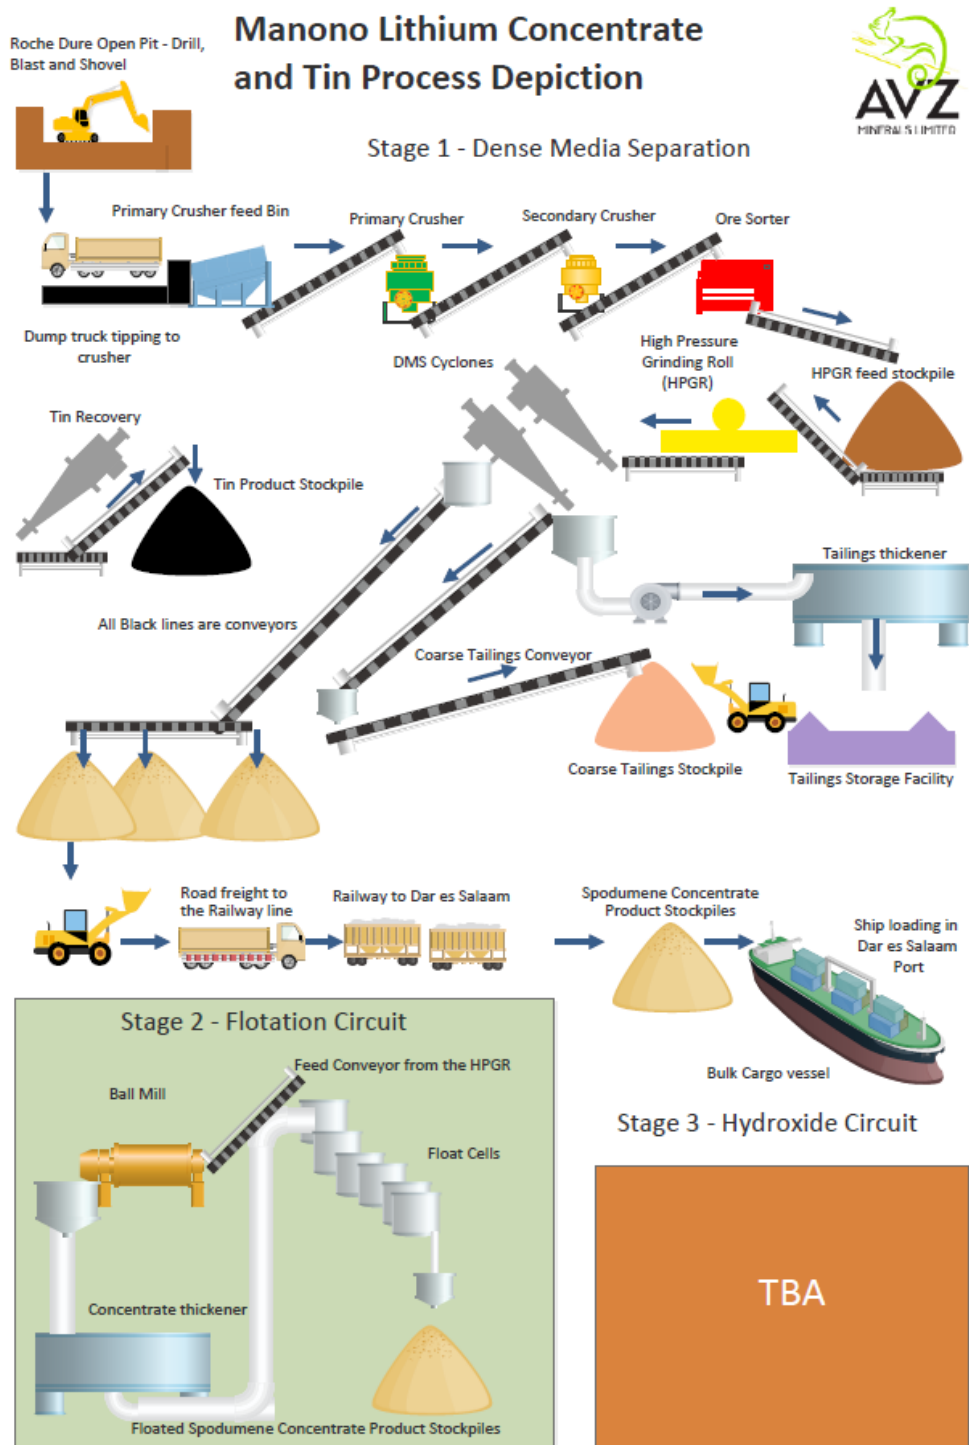 Manono Lithium Concentrate
and Tin Process Depiction
Roche Dure Open Pit - Drill,
Blast and Shovel
AVZ
MINERALS LIMITED
Stage 1 - Dense Media Separation
Primary Crusher feed Bin
Primary Crusher
Secondary Crusher
Ore Sorter
Dump truck tipping to
crusher
DMS Cyclones
High Pressure
Grinding Roll
(HPGR)
HPGR feed stockpile
Tin Recovery
Tin Product Stockpile
Tailings thickener
All Black lines are conveyors
Coarse Tailings Conveyor
Coarse Tailings Stockpile
Tailings Storage Facility
Road freight to
the Railway line
Railway to Dar es Salaam
Spodumene Concentrate
Product Stockpiles
Ship loading in
Dar es Salaam
Port
Bulk Cargo vessel
Stage 2 - Flotation Circuit
Feed Conveyor from the HPGR
Ball Mill
Float Cells
Concentrate thickener
Floated Spodumene Concentrate Product Stockpiles
Stage 3 - Hydroxide Circuit
TBA